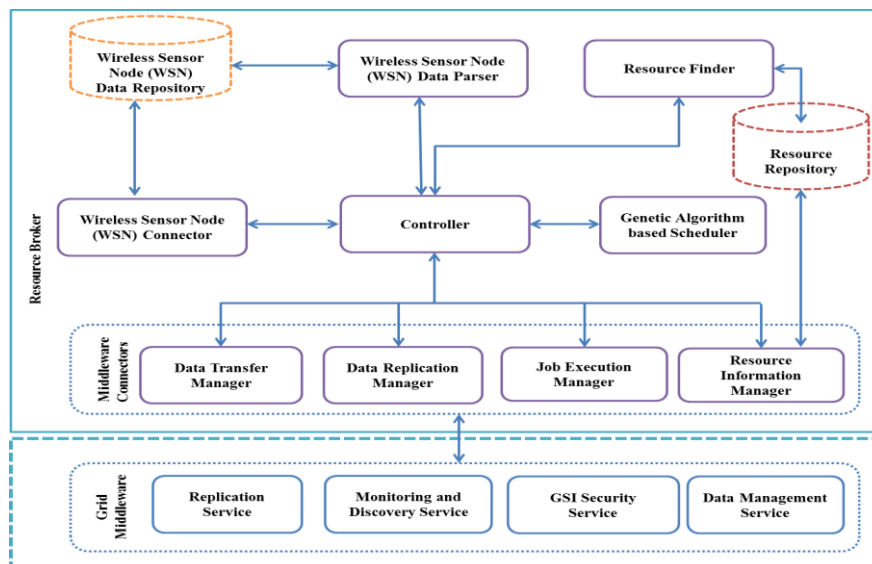 Wireless Sensor
Node (WSN)
Data Repository
Wireless Sensor Node
(WSN) Data Parser
Resource Finder
Resource
Repository
Resource Broker
Wireless Sensor Node
(WSN) Connector
Controller
Genetic Algorithm
based Scheduler
Middleware
Connectors
Data Transfer
Manager
Data Replication
Manager
Job Execution
Manager
Resource
Information
Manager
Grid
Middleware
Replication
Service
Monitoring and
Discovery Service
GSI Security
Service
Data Management
Service